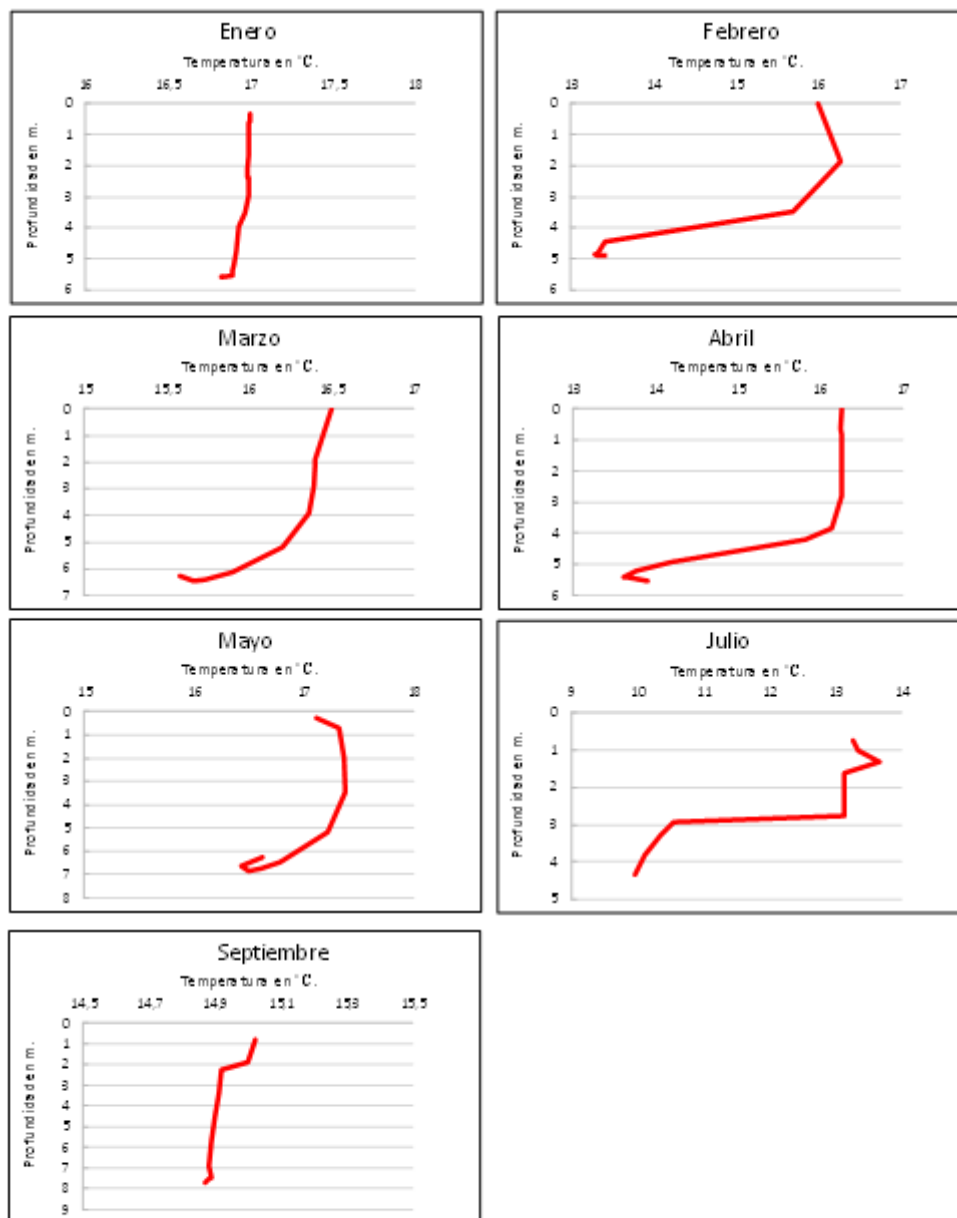 Enero
Temperatura en °C.
16 16,5 17 17,5 18
Profundidad en m.
0
1
2
3
4
5
6
Febrero
Temperatura en °C.
13 14 15 16 17
Profundidad en m.
0
1
2
3
4
5
6
Marzo
Temperatura en °C.
15 15,5 16 16,5 17
Profundidad en m.
0
1
2
3
4
5
6
7
Abril
Temperatura en °C.
13 14 15 16 17
Profundidad en m.
0
1
2
3
4
5
6
Mayo
Temperatura en °C.
15 16 17 18
Profundidad en m.
0
1
2
3
4
5
6
7
8
Julio
Temperatura en °C.
9 10 11 12 13 14
Profundidad en m.
0
1
2
3
4
5
Septiembre
Temperatura en °C.
14,5 14,7 14,9 15,1 15,3 15,5
Profundidad en m.
0
1
2
3
4
5
6
7
8
9